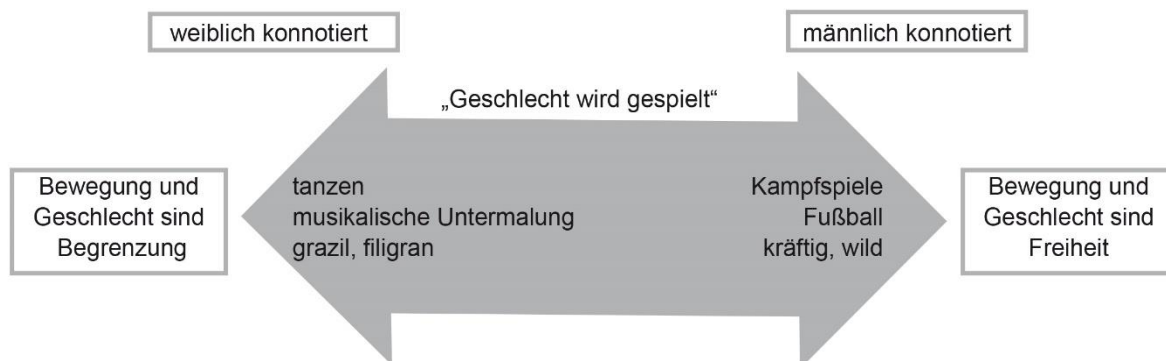 weiblich konnotiert
männlich konnotiert
„Geschlecht wird gespielt“
Bewegung und
Geschlecht sind
Begrenzung
tanzen
musikalische Untermalung
grazil, filigran
Kampfspiele
Fußball
kräftig, wild
Bewegung und
Geschlecht sind
Freiheit